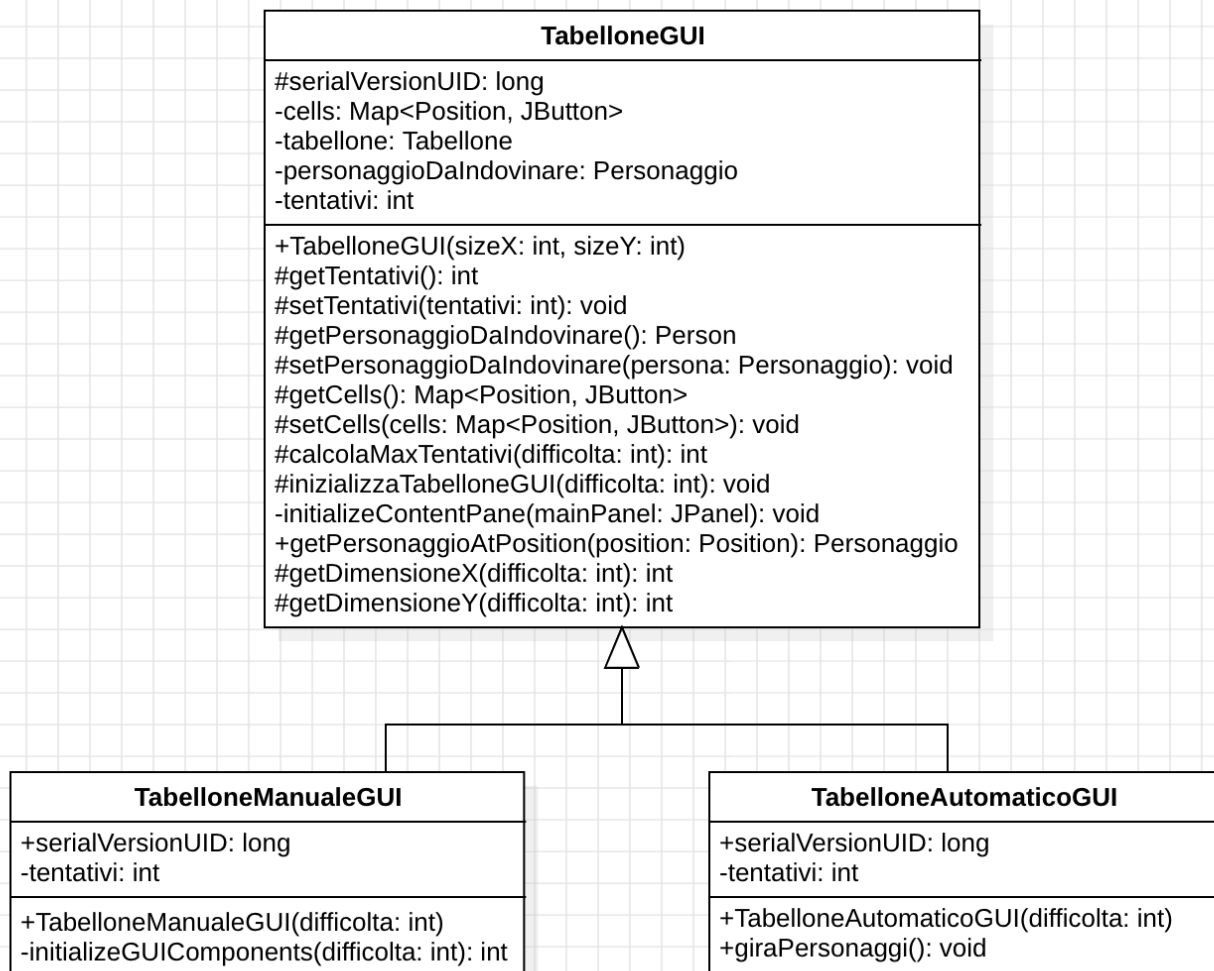 TabelloneGUI
#serialVersionUID: long
-cells: Map<Position, JButton>
-tabellone: Tabellone
-personaggioDaIndovinare: Personaggio
-tentativi: int
+TabelloneGUI(sizeX: int, sizeY: int)
#getTentativi(): int
#setTentativi(tentativi: int): void
#getPersonaggioDaIndovinare(): Person
#setPersonaggioDaIndovinare(persona: Personaggio): void
#getCells(): Map<Position, JButton>
#setCells(cells: Map<Position, JButton>): void
#calcolaMaxTentativi(difficolta: int): int
#inizializzaTabelloneGUI(difficolta: int): void
-initializeContentPane(mainPanel: JPanel): void
+getPersonaggioAtPosition(position: Position): Personaggio
#getDimensioneX(difficolta: int): int
#getDimensioneY(difficolta: int): int
TabelloneManualeGUI
+serialVersionUID: long
-tentativi: int
+TabelloneManualeGUI(difficolta: int)
-initializeGUIComponents(difficolta: int): int
TabelloneAutomaticoGUI
+serialVersionUID: long
-tentativi: int
+TabelloneAutomaticoGUI(difficolta: int)
+giraPersonaggi(): void